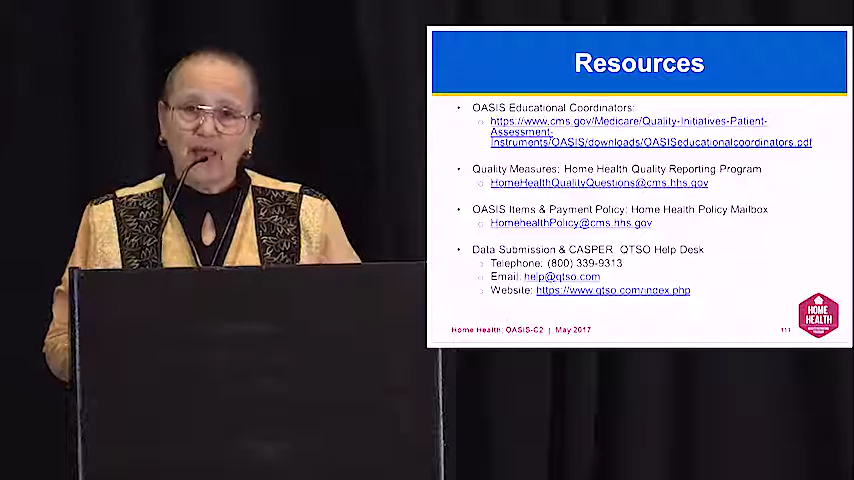 Resources
• OASIS Educational Coordinators:
○ https://www.cms.gov/Medicare/Quality-Initiatives-Patient-
Assessment-
Instruments/OASIS/downloads/OASISeducationalcoordinators.pdf
• Quality Measures: Home Health Quality Reporting Program
○ HomeHealthQualityQuestions@cms.hhs.gov
• OASIS Items & Payment Policy: Home Health Policy Mailbox
○ HomehealthPolicy@cms.hhs.gov
• Data Submission & CASPER QTSO Help Desk
○ Telephone: (800) 339-9313
○ Email: help@qtso.com
○ Website: https://www.qtso.com/index.php
Home Health: OASIS-C2 | May 2017
111
HOME
HEALTH